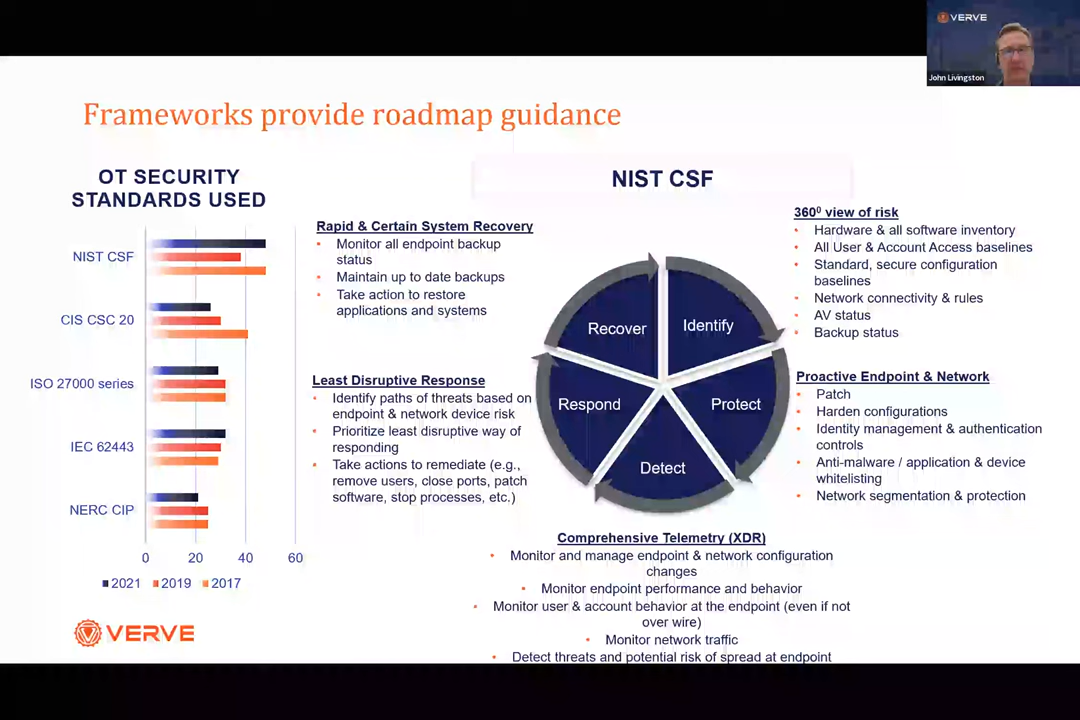 VERVE
John Livingston
Frameworks provide roadmap guidance
OT SECURITY
STANDARDS USED
NIST CSF
CIS CSC 20
ISO 27000 series
IEC 62443
NERC CIP
0 20 40 60
2021 2019 2017
VERVE
NIST CSF
Rapid & Certain System Recovery
• Monitor all endpoint backup
status
• Maintain up to date backups
• Take action to restore
applications and systems
Least Disruptive Response
• Identify paths of threats based on
endpoint & network device risk
• Prioritize least disruptive way of
responding
• Take actions to remediate (e.g.,
remove users, close ports, patch
software, stop processes, etc.)
Recover
Identify
Respond
Protect
Detect
360⁰ view of risk
• Hardware & all software inventory
• All User & Account Access baselines
• Standard, secure configuration
baselines
• Network connectivity & rules
• AV status
• Backup status
Proactive Endpoint & Network
• Patch
• Harden configurations
• Identity management & authentication
controls
• Anti-malware / application & device
whitelisting
• Network segmentation & protection
Comprehensive Telemetry (XDR)
• Monitor and manage endpoint & network configuration
changes
• Monitor endpoint performance and behavior
• Monitor user & account behavior at the endpoint (even if not
over wire)
• Monitor network traffic
• Detect threats and potential risk of spread at endpoint